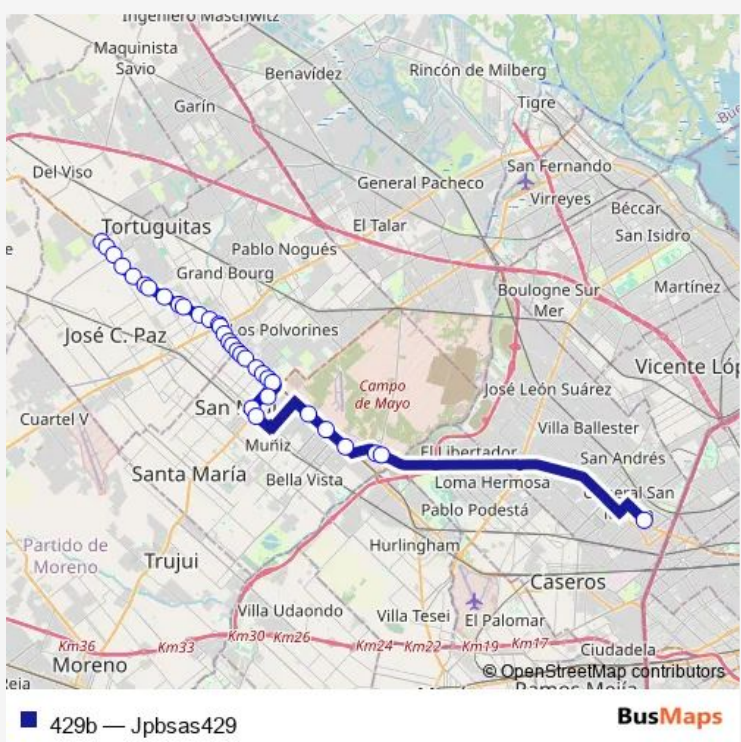 Ingeniero Maschwitz
Maquinista
Savio
Benavídez
Rincón de Milberg
Garín
Tigre
Del Viso
General Pacheco
San Fernando
Virreyes
Béccar
Tortuguitas
El Talar
San Isidro
Pablo Nogués
Grand Bourg
Boulogne Sur
Mer
Martínez
José C. Paz
Los Polvorines
Vicente Lóp
Campo
de Mayo
José León Suárez
San M
Cuartel V
Villa Ballester
Muñiz
El Libertador
San Andrés
Santa María
Bella Vista
Loma Hermosa
General San
Pablo Podestá
Partido de
Moreno
Hurlingham
Trujui
Caseros
Villa Udaondo
Villa Tesei
El Palomar
Km36
Km33
Km30
Km26
Km24
Km22
Km19
Km17
Ciudadela
Moreno
© OpenStreetMap contributors
Ramos Mejía
429b — Jpbsas429
BusMaps